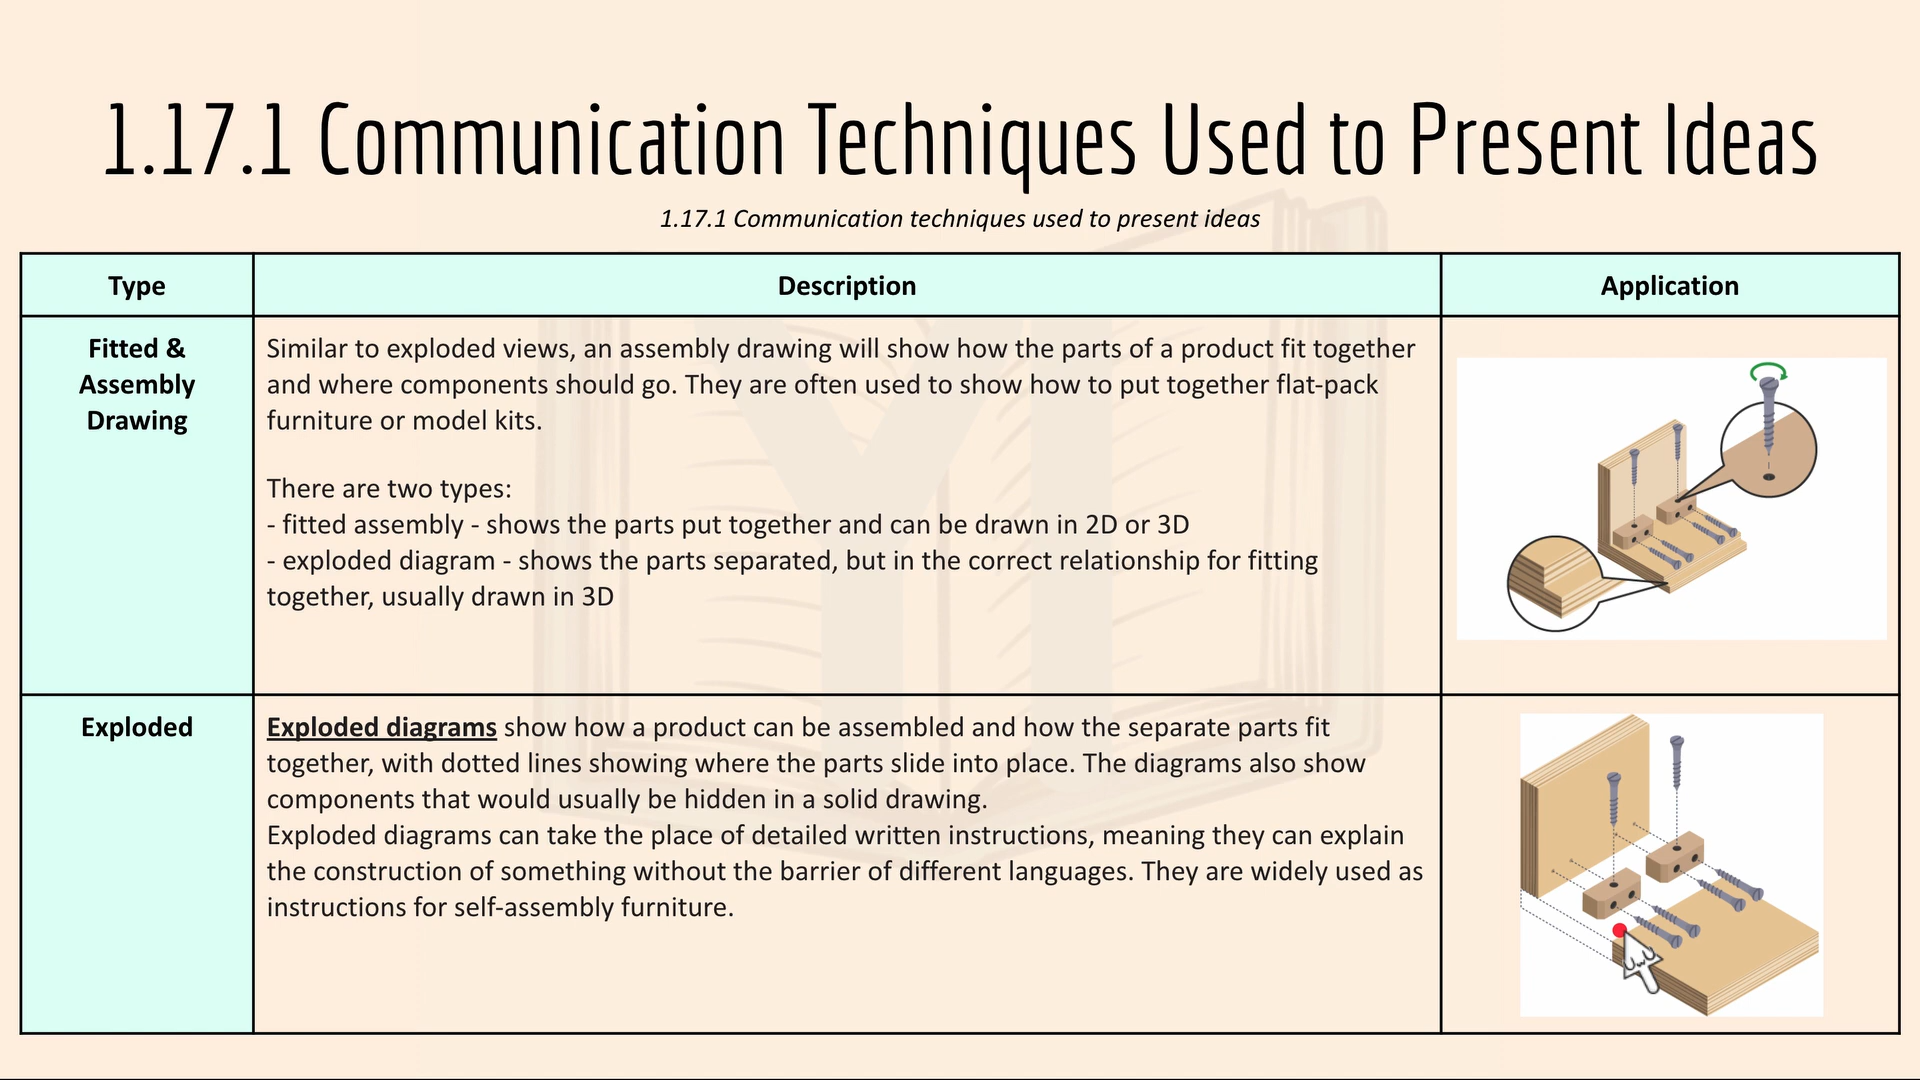 1.17.1 Communication Techniques Used to Present Ideas
1.17.1 Communication techniques used to present ideas
Type
Description
Application
Fitted &
Assembly
Drawing
Similar to exploded views, an assembly drawing will show how the parts of a product fit together
and where components should go. They are often used to show how to put together flat-pack
furniture or model kits.
There are two types:
- fitted assembly - shows the parts put together and can be drawn in 2D or 3D
- exploded diagram - shows the parts separated, but in the correct relationship for fitting
together, usually drawn in 3D
Exploded
Exploded diagrams show how a product can be assembled and how the separate parts fit
together, with dotted lines showing where the parts slide into place. The diagrams also show
components that would usually be hidden in a solid drawing.
Exploded diagrams can take the place of detailed written instructions, meaning they can explain
the construction of something without the barrier of different languages. They are widely used as
instructions for self-assembly furniture.